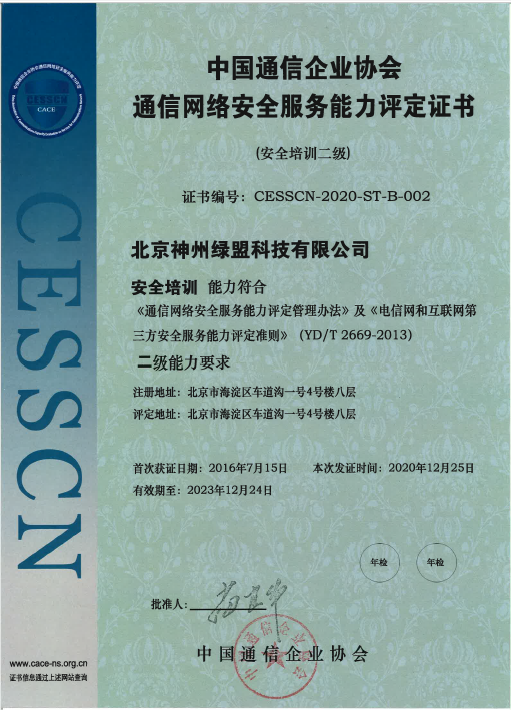 CESSCN
CACE
中国通信企业协会
通信网络安全服务能力评定证书
(安全培训二级)
证书编号：CESSCN-2020-ST-B-002
北京神州绿盟科技有限公司
安全培训 能力符合
《通信网络安全服务能力评定管理办法》及《电信网和互联网第
三方安全服务能力评定准则》（YD/T 2669-2013)
二级能力要求
注册地址：北京市海淀区车道沟一号4号楼八层
评定地址：北京市海淀区车道沟一号4号楼八层
首次获证日期：2016年7月15日 本次发证时间：2020年12月25日
有效期至：2023年12月24日
年检 年检
批准人：
中国通信企业协会
CESSCN
www.cace-ns.org.cn
证书信息通过上述网站查询